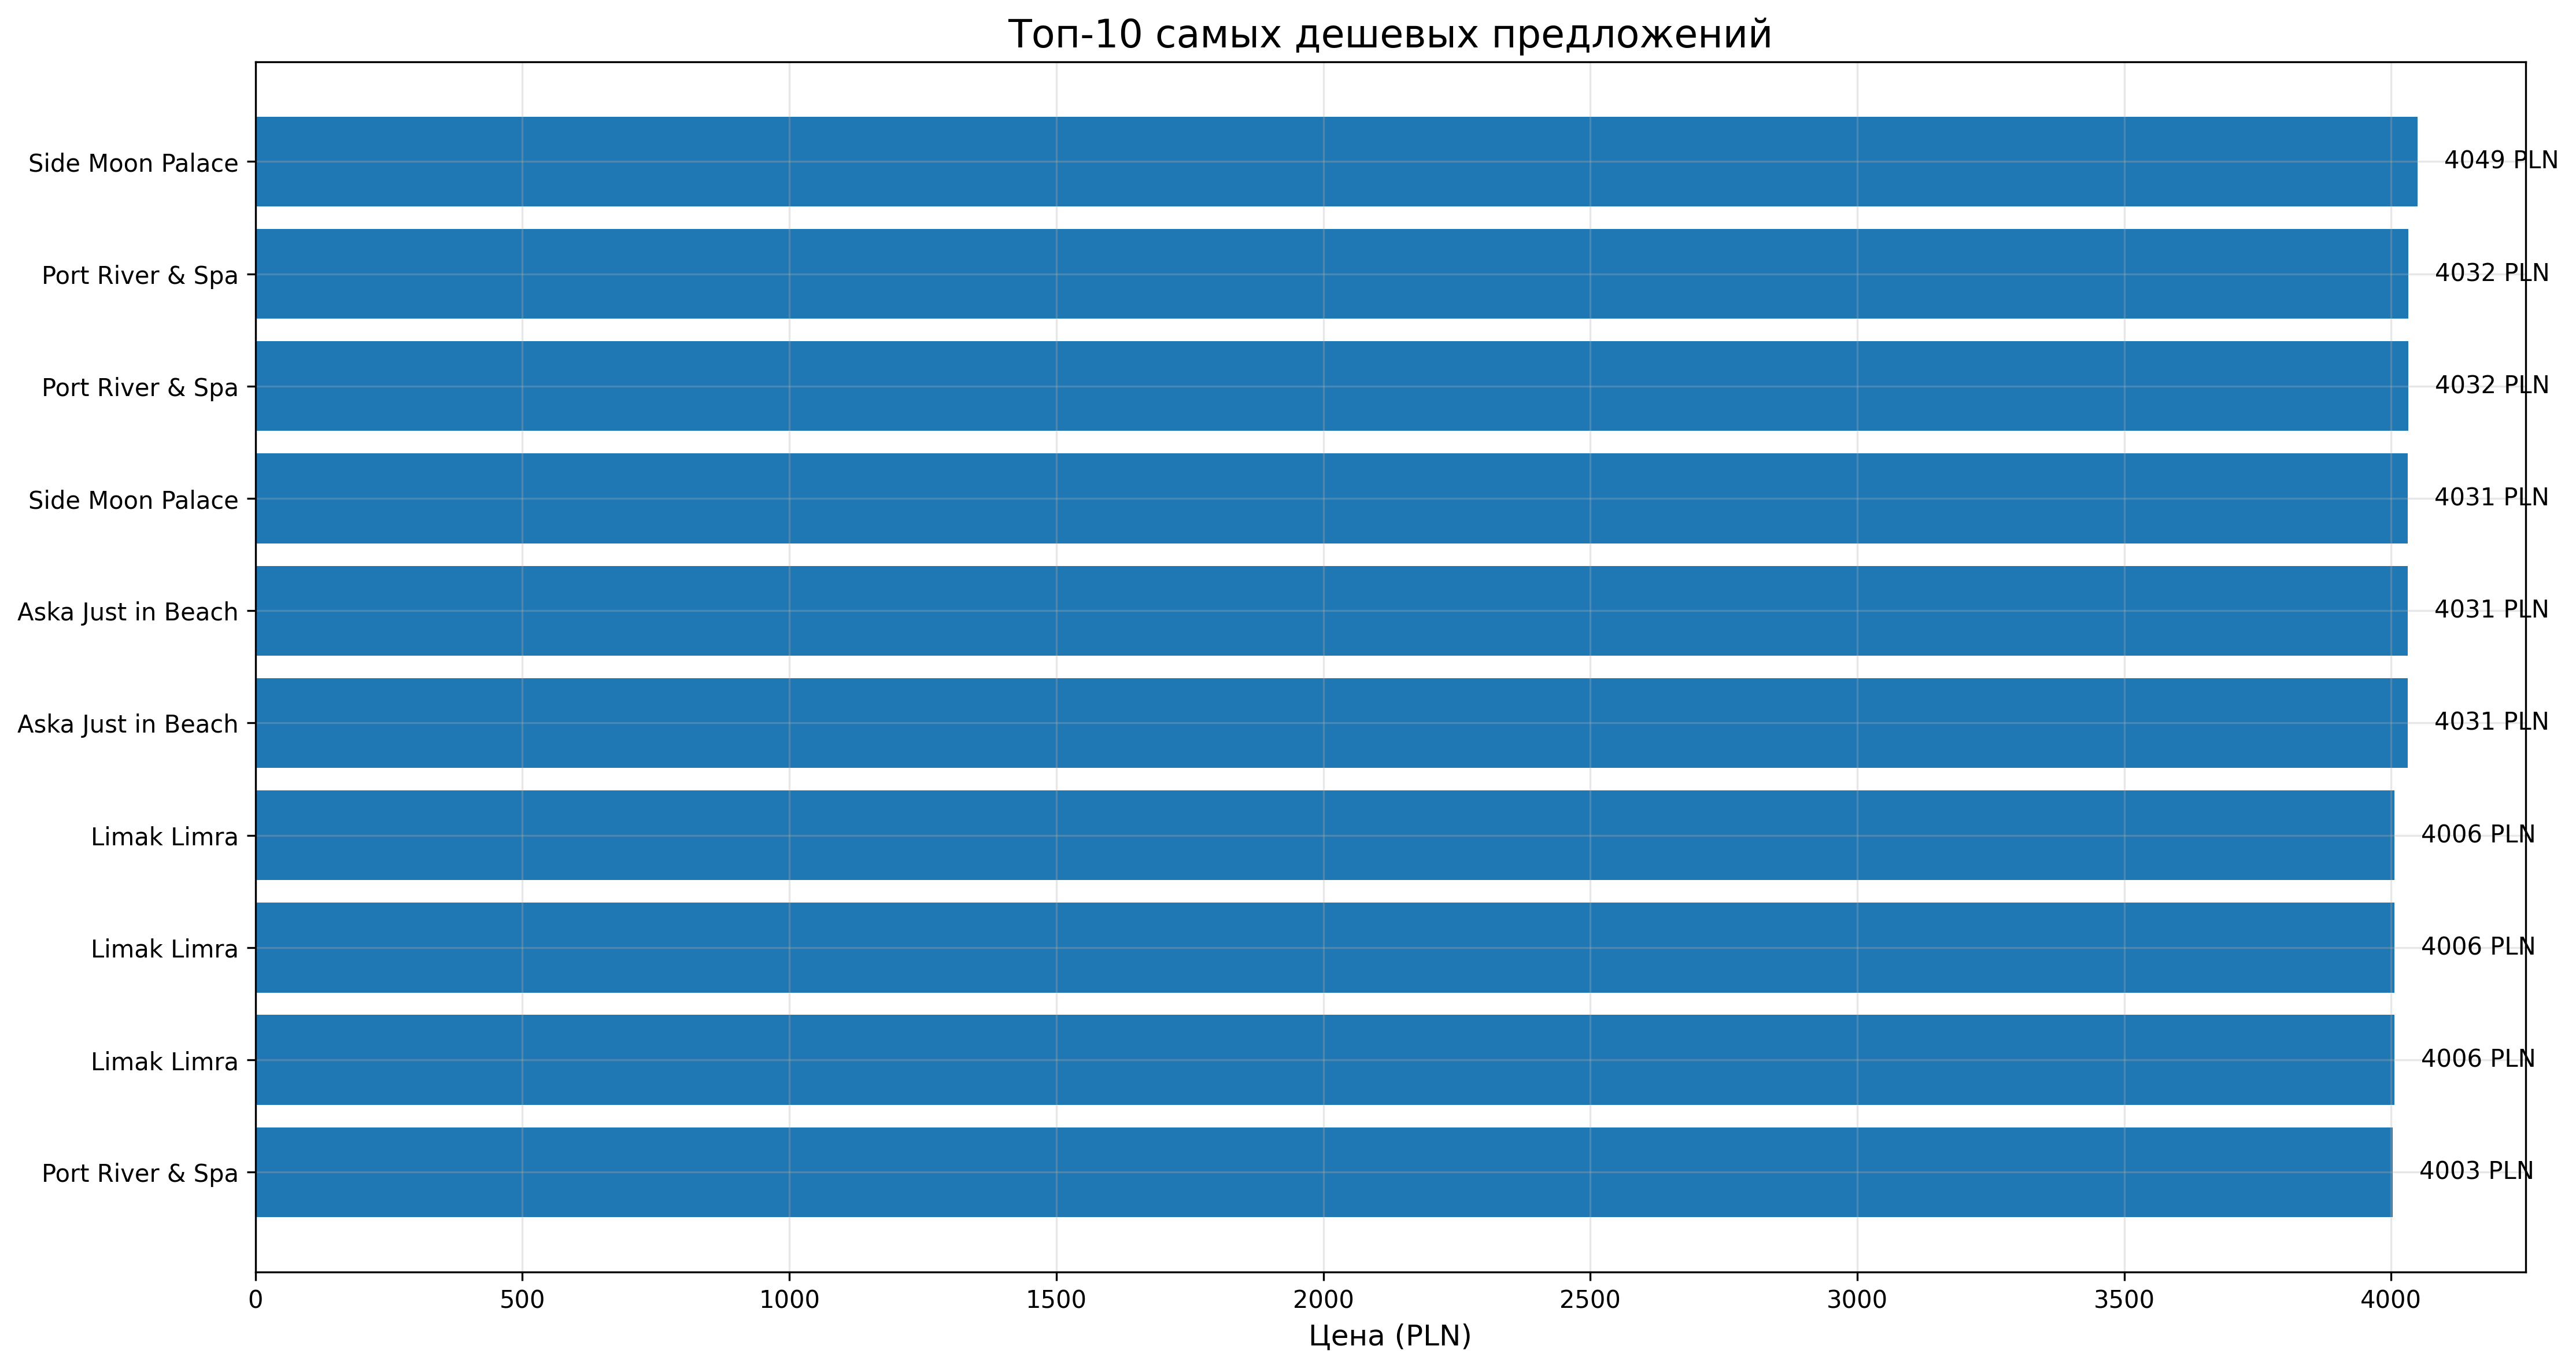 Топ-10 самых дешевых предложений
Side Moon Palace 4049 PLN
Port River & Spa 4032 PLN
Port River & Spa 4032 PLN
Side Moon Palace 4031 PLN
Aska Just in Beach 4031 PLN
Aska Just in Beach 4031 PLN
Limak Limra 4006 PLN
Limak Limra 4006 PLN
Limak Limra 4006 PLN
Port River & Spa 4003 PLN
0 500 1000 1500 2000 2500 3000 3500 4000
Цена (PLN)